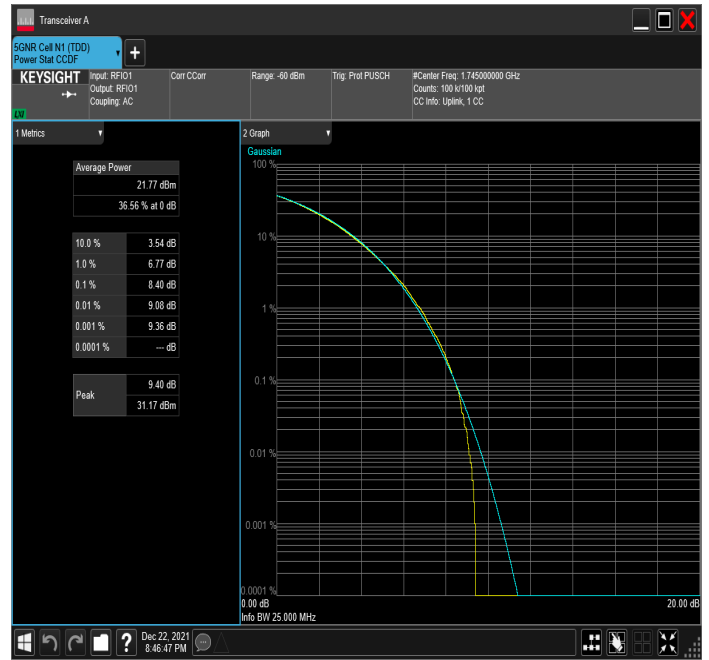 Transceiver A
5GNR Cell N1 (TDD)
Power Stat CCDF
KEYSIGHT
LXI
Input: RFIO1
Output: RFIO1
Coupling: AC
Corr CCorr
Range: -60 dBm
Trig: Prot PUSCH
#Center Freq: 1.745000000 GHz
Counts: 100 k/100 kpt
CC Info: Uplink, 1 CC
1 Metrics
Average Power
21.77 dBm
36.56 % at 0 dB
10.0 % 3.54 dB
1.0 % 6.77 dB
0.1 % 8.40 dB
0.01 % 9.08 dB
0.001 % 9.36 dB
0.0001 % --- dB
Peak
9.40 dB
31.17 dBm
2 Graph
Gaussian
100 %
10 %
1 %
0.1 %
0.01 %
0.001 %
0.0001 %
0.00 dB
20.00 dB
Info BW 25.000 MHz
?
Dec 22, 2021
8:46:47 PM